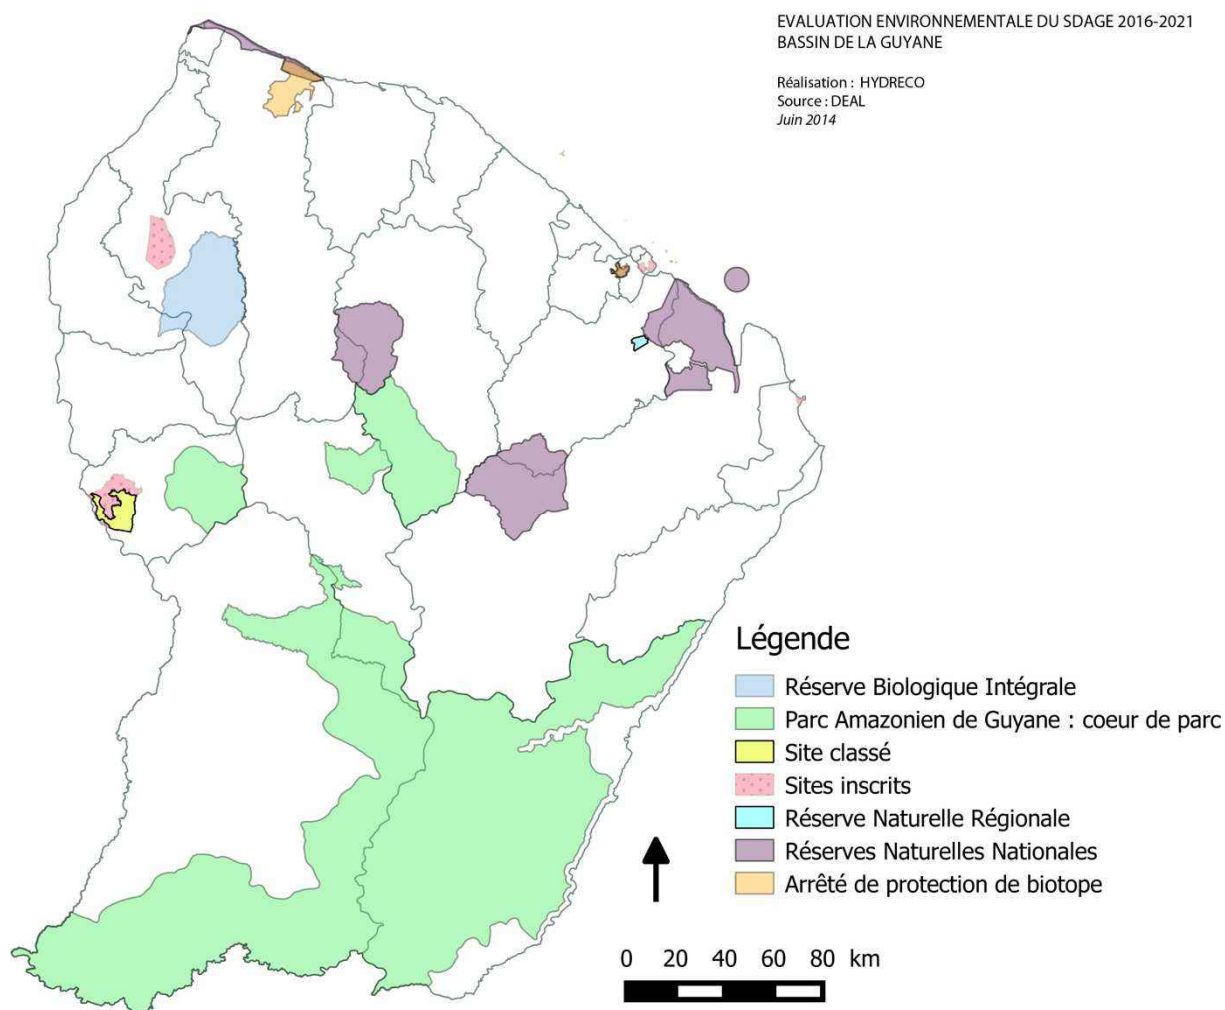 EVALUATION ENVIRONNEMENTALE DU SDAGE 2016-2021
BASSIN DE LA GUYANE
Réalisation : HYDRECO
Source : DEAL
Juin 2014
Légende
Réserve Biologique Intégrale
Parc Amazonien de Guyane : coeur de parc
Site classé
Sites inscrits
Réserve Naturelle Régionale
Réserves Naturelles Nationales
Arrêté de protection de biotope
0 20 40 60 80 km